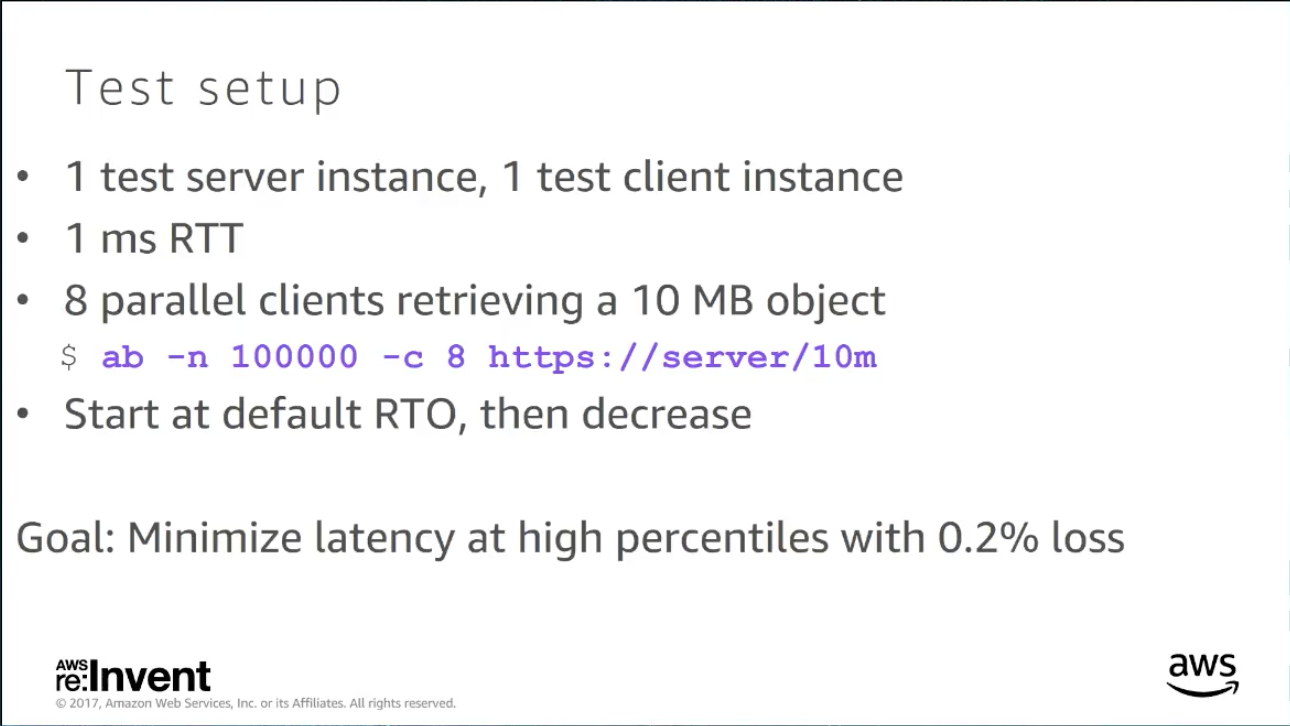 Test setup
• 1 test server instance, 1 test client instance
• 1 ms RTT
• 8 parallel clients retrieving a 10 MB object
$ ab -n 100000 -c 8 https://server/10m
• Start at default RTO, then decrease
Goal: Minimize latency at high percentiles with 0.2% loss
AWS
re:Invent
© 2017, Amazon Web Services, Inc. or its Affiliates. All rights reserved.
aws